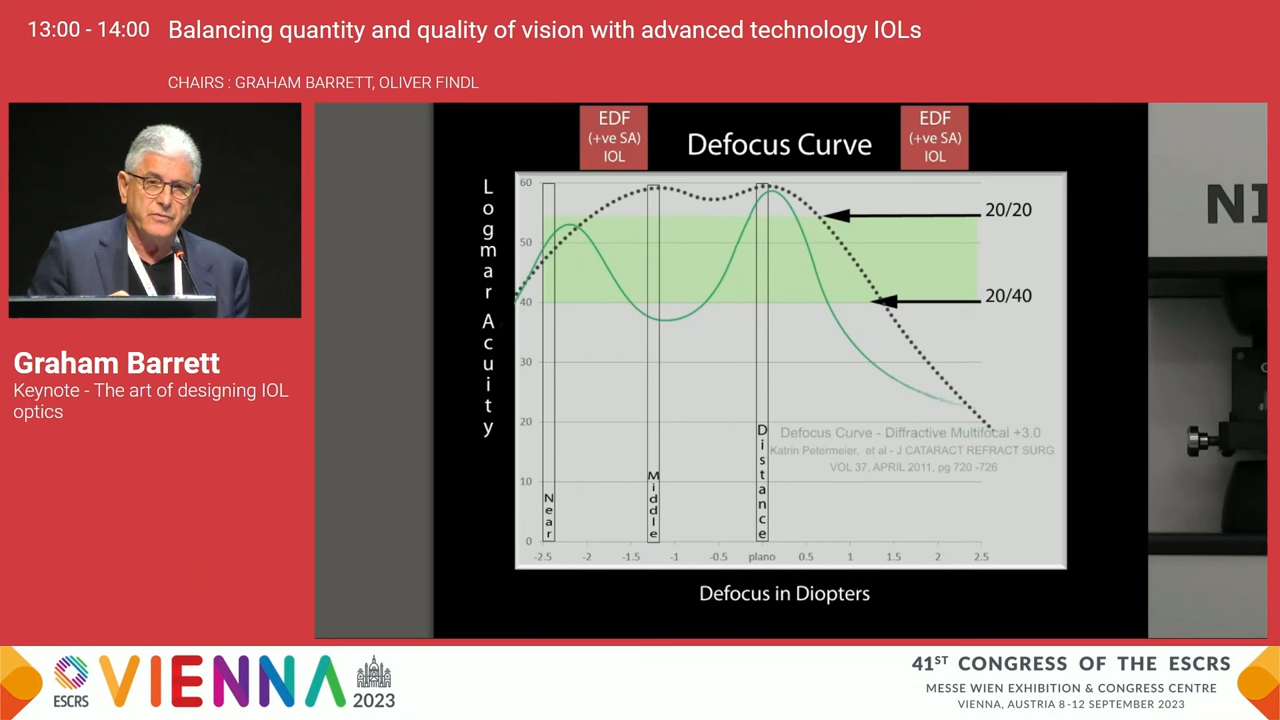 13:00 - 14:00 Balancing quantity and quality of vision with advanced technology IOLs
CHAIRS : GRAHAM BARRETT, OLIVER FINDL
Graham Barrett
Keynote - The art of designing IOL
optics
EDF
(+ve SA)
IOL
Defocus Curve
EDF
(+ve SA)
IOL
Logmar Acuity
60
50
40
30
20
10
0
20/20
20/40
Near
Middle
Distance
Defocus Curve - Diffractive Multifocal +3.0
Katrin Petermeier, et al - J CATARACT REFRACT SURG
VOL 37, APRIL 2011, pg 720 -726
-2.5 -2 -1.5 -1 -0.5 plano 0.5 1 1.5 2 2.5
Defocus in Diopters
NI
ESCRS
VIENNA
2023
41ST CONGRESS OF THE ESCRS
MESSE WIEN EXHIBITION & CONGRESS CENTRE
VIENNA, AUSTRIA 8 -12 SEPTEMBER 2023